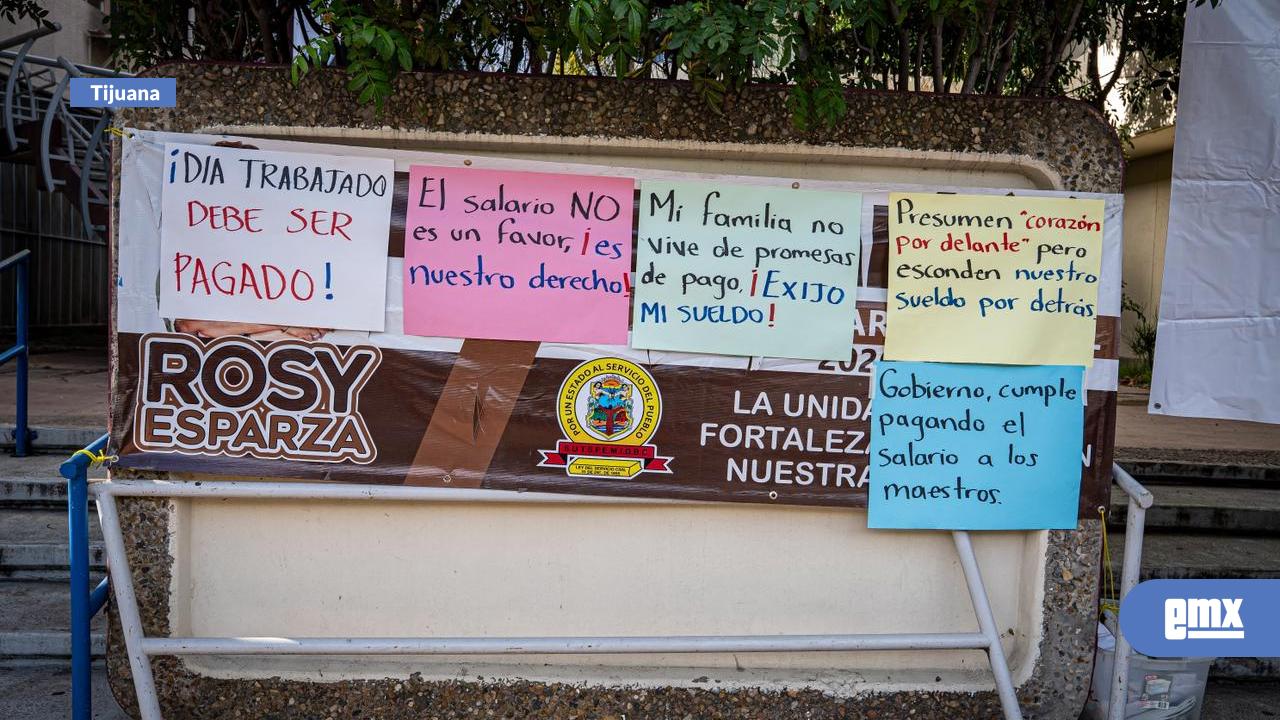 Tijuana
¡DIA TRABAJADO
DEBE SER
PAGADO!
El salario NO
es un favor, ¡es
nuestro derecho!
Mi familia no
vive de promesas
de pago, ¡EXIJO
MI SUELDO!
Presumen "corazón
por delante" pero
esconden nuestro
sueldo por detrás
Gobierno, cumple
pagando el
salario a los
maestros.
ROSY
ESPARZA
POR UN ESTADO AL SERVICIO DEL PUEBLO
S.U.T.S.P.E.M.I.D.B.C.
LA UNIDA
FORTALEZA
NUESTRA
emx